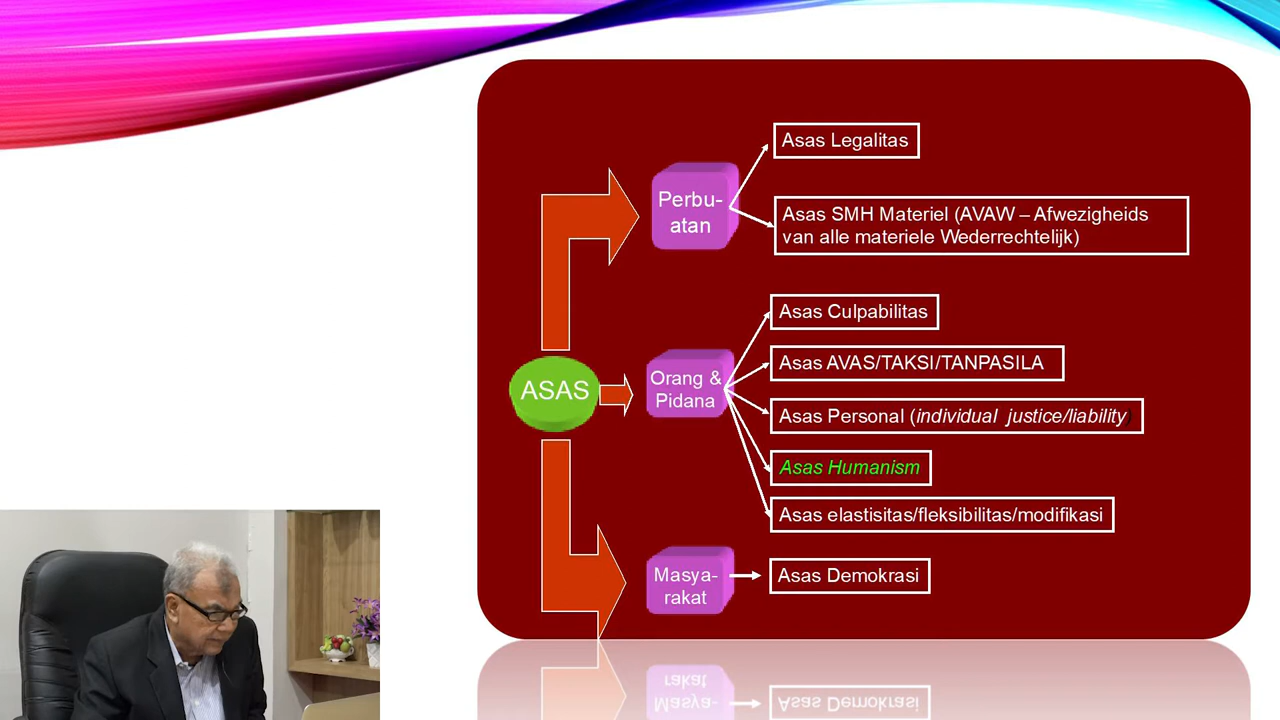 Asas Legalitas
Perbu-
atan
Asas SMH Materiel (AVAW – Afwezigheids
van alle materiele Wederrechtelijk)
Asas Culpabilitas
Asas AVAS/TAKSI/TANPASILA
ASAS
Orang &
Pidana
Asas Personal (individual justice/liability)
Asas Humanism
Asas elastisitas/fleksibilitas/modifikasi
Masya-
rakat
Asas Demokrasi